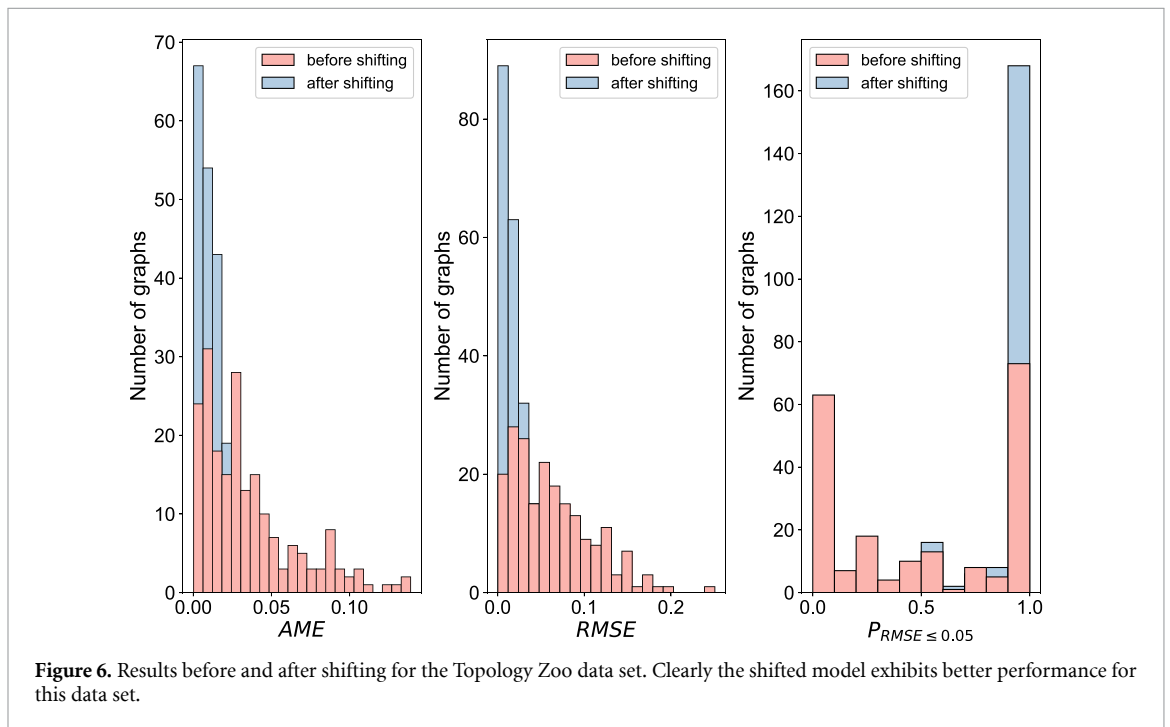 70
60
50
40
30
20
10
0
Number of graphs
before shifting
after shifting
0.00
0.05
0.10
AME
80
60
40
20
0
Number of graphs
before shifting
after shifting
0.0
0.1
0.2
RMSE
160
140
120
100
80
60
40
20
0
Number of graphs
before shifting
after shifting
0.0
0.5
1.0
P_{RMSE ≤ 0.05}
Figure 6. Results before and after shifting for the Topology Zoo data set. Clearly the shifted model exhibits better performance for
this data set.